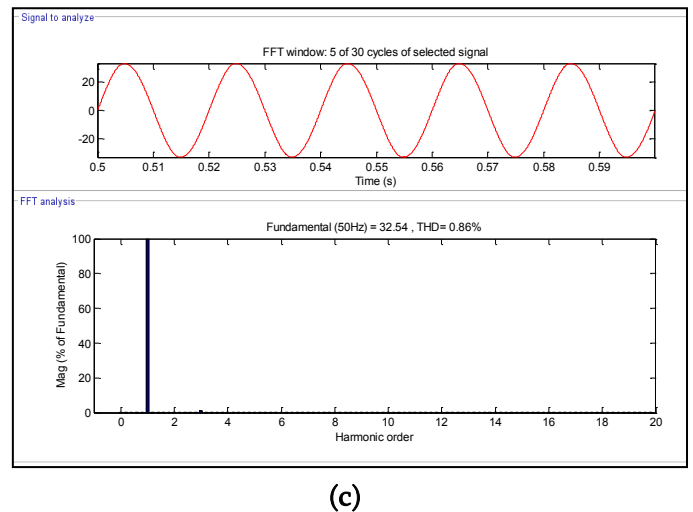 Signal to analyze
FFT window: 5 of 30 cycles of selected signal
20
0
-20
0.5 0.51 0.52 0.53 0.54 0.55 0.56 0.57 0.58 0.59
Time (s)
FFT analysis
Fundamental (50Hz) = 32.54 , THD= 0.86%
Mag (% of Fundamental)
100
80
60
40
20
0
0 2 4 6 8 10 12 14 16 18 20
Harmonic order
(c)